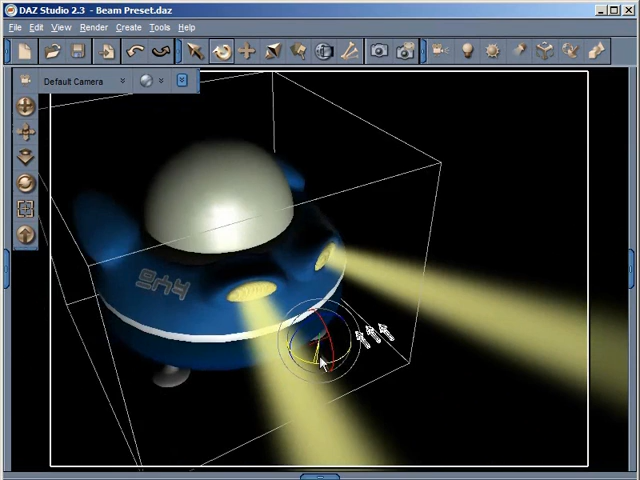 DAZ Studio 2.3 - Beam Preset.daz
File Edit View Render Create Tools Help
Default Camera